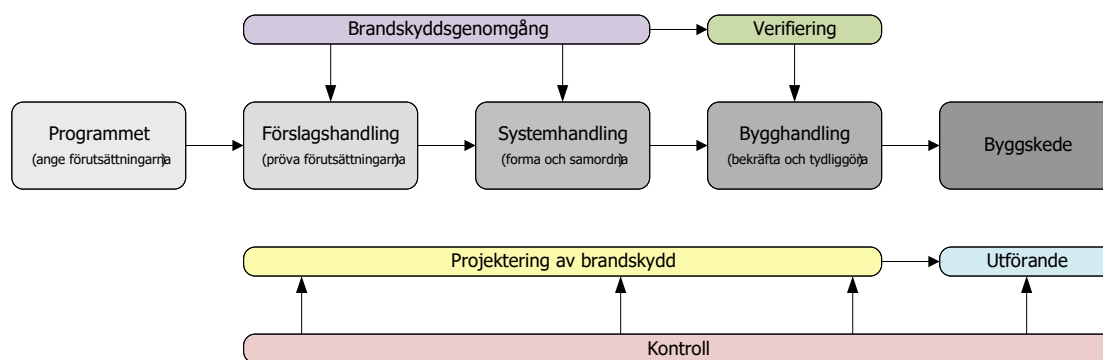 Brandskyddsgenomgång
Verifiering
Programmet
(ange förutsättningarna)
Förslagshandling
(pröva förutsättningarna)
Systemhandling
(forma och samordna)
Bygghandling
(bekräfta och tydliggöra)
Byggskede
Projektering av brandskydd
Utförande
Kontroll